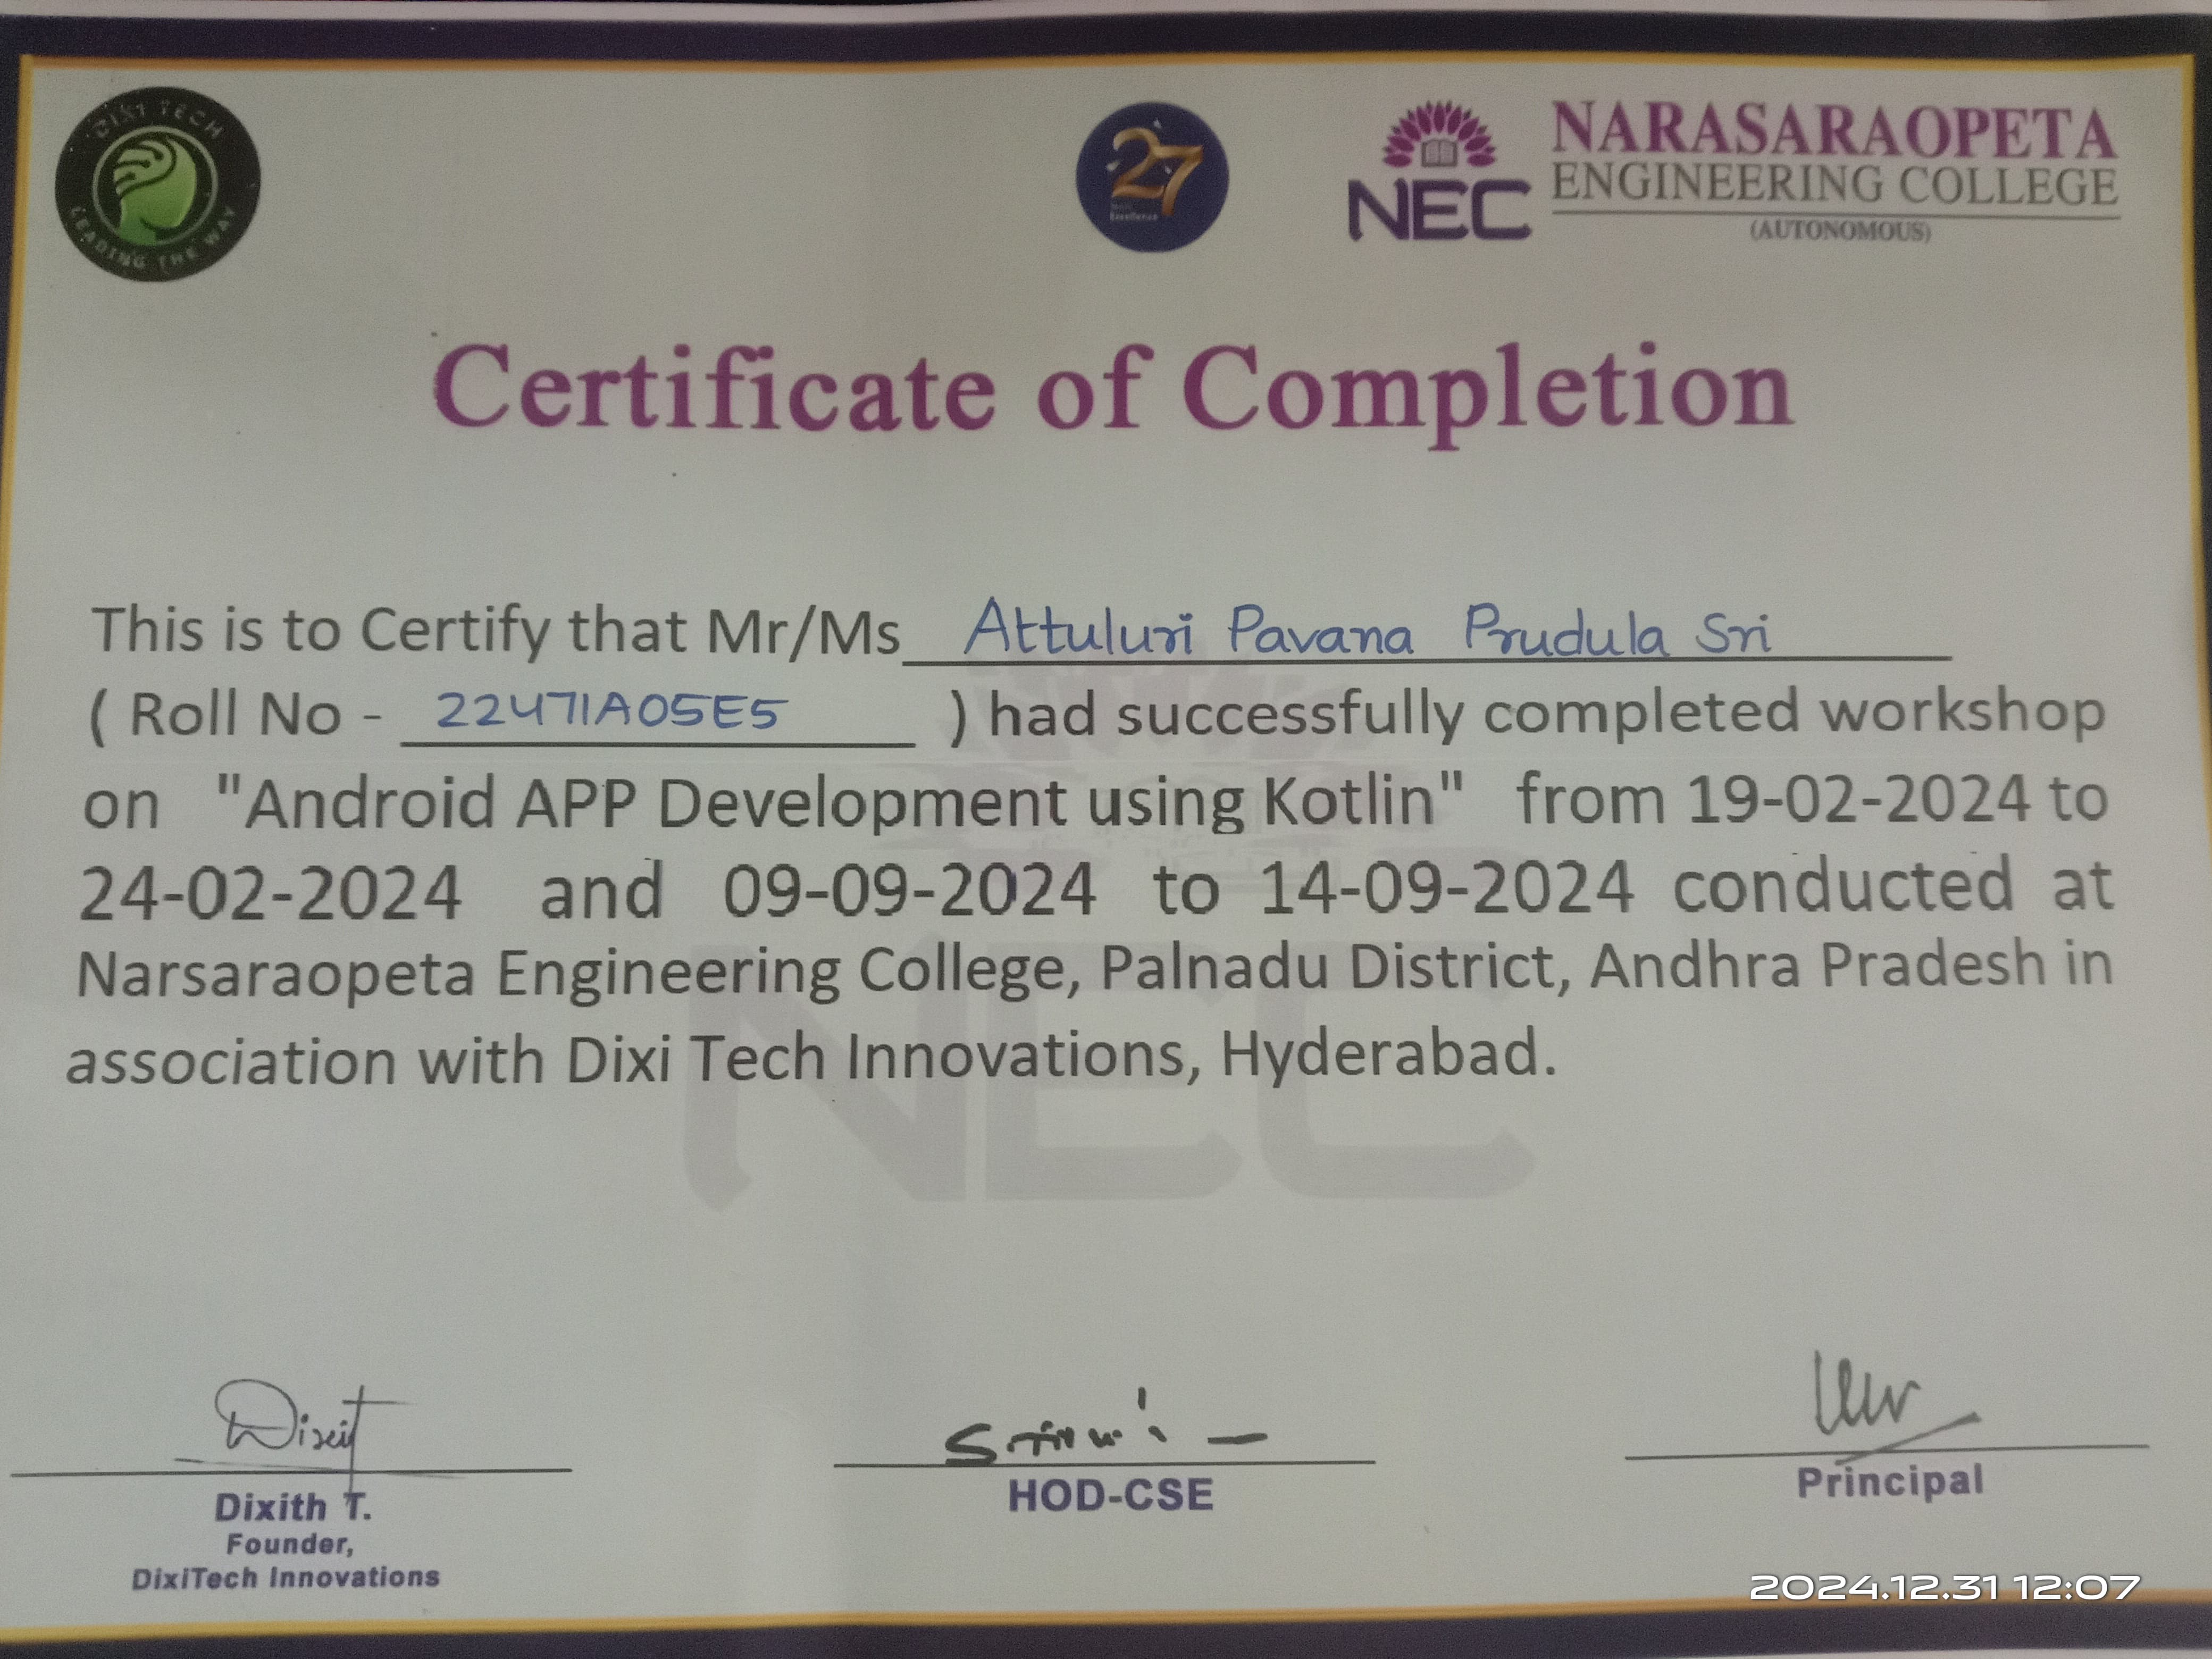 DIXI TECH
LEADING THE WAY
27
Excellence
NEC
NARASARAOPETA
ENGINEERING COLLEGE
(AUTONOMOUS)
Certificate of Completion
This is to Certify that Mr/Ms Attuluri Pavana Prudula Sri
( Roll No - 22471A05E5 ) had successfully completed workshop
on "Android APP Development using Kotlin" from 19-02-2024 to
24-02-2024 and 09-09-2024 to 14-09-2024 conducted at
Narsaraopeta Engineering College, Palnadu District, Andhra Pradesh in
association with Dixi Tech Innovations, Hyderabad.
NEC
Dixit
Dixith T.
Founder,
DixiTech Innovations
HOD-CSE
Principal
2024.12.31 12:07